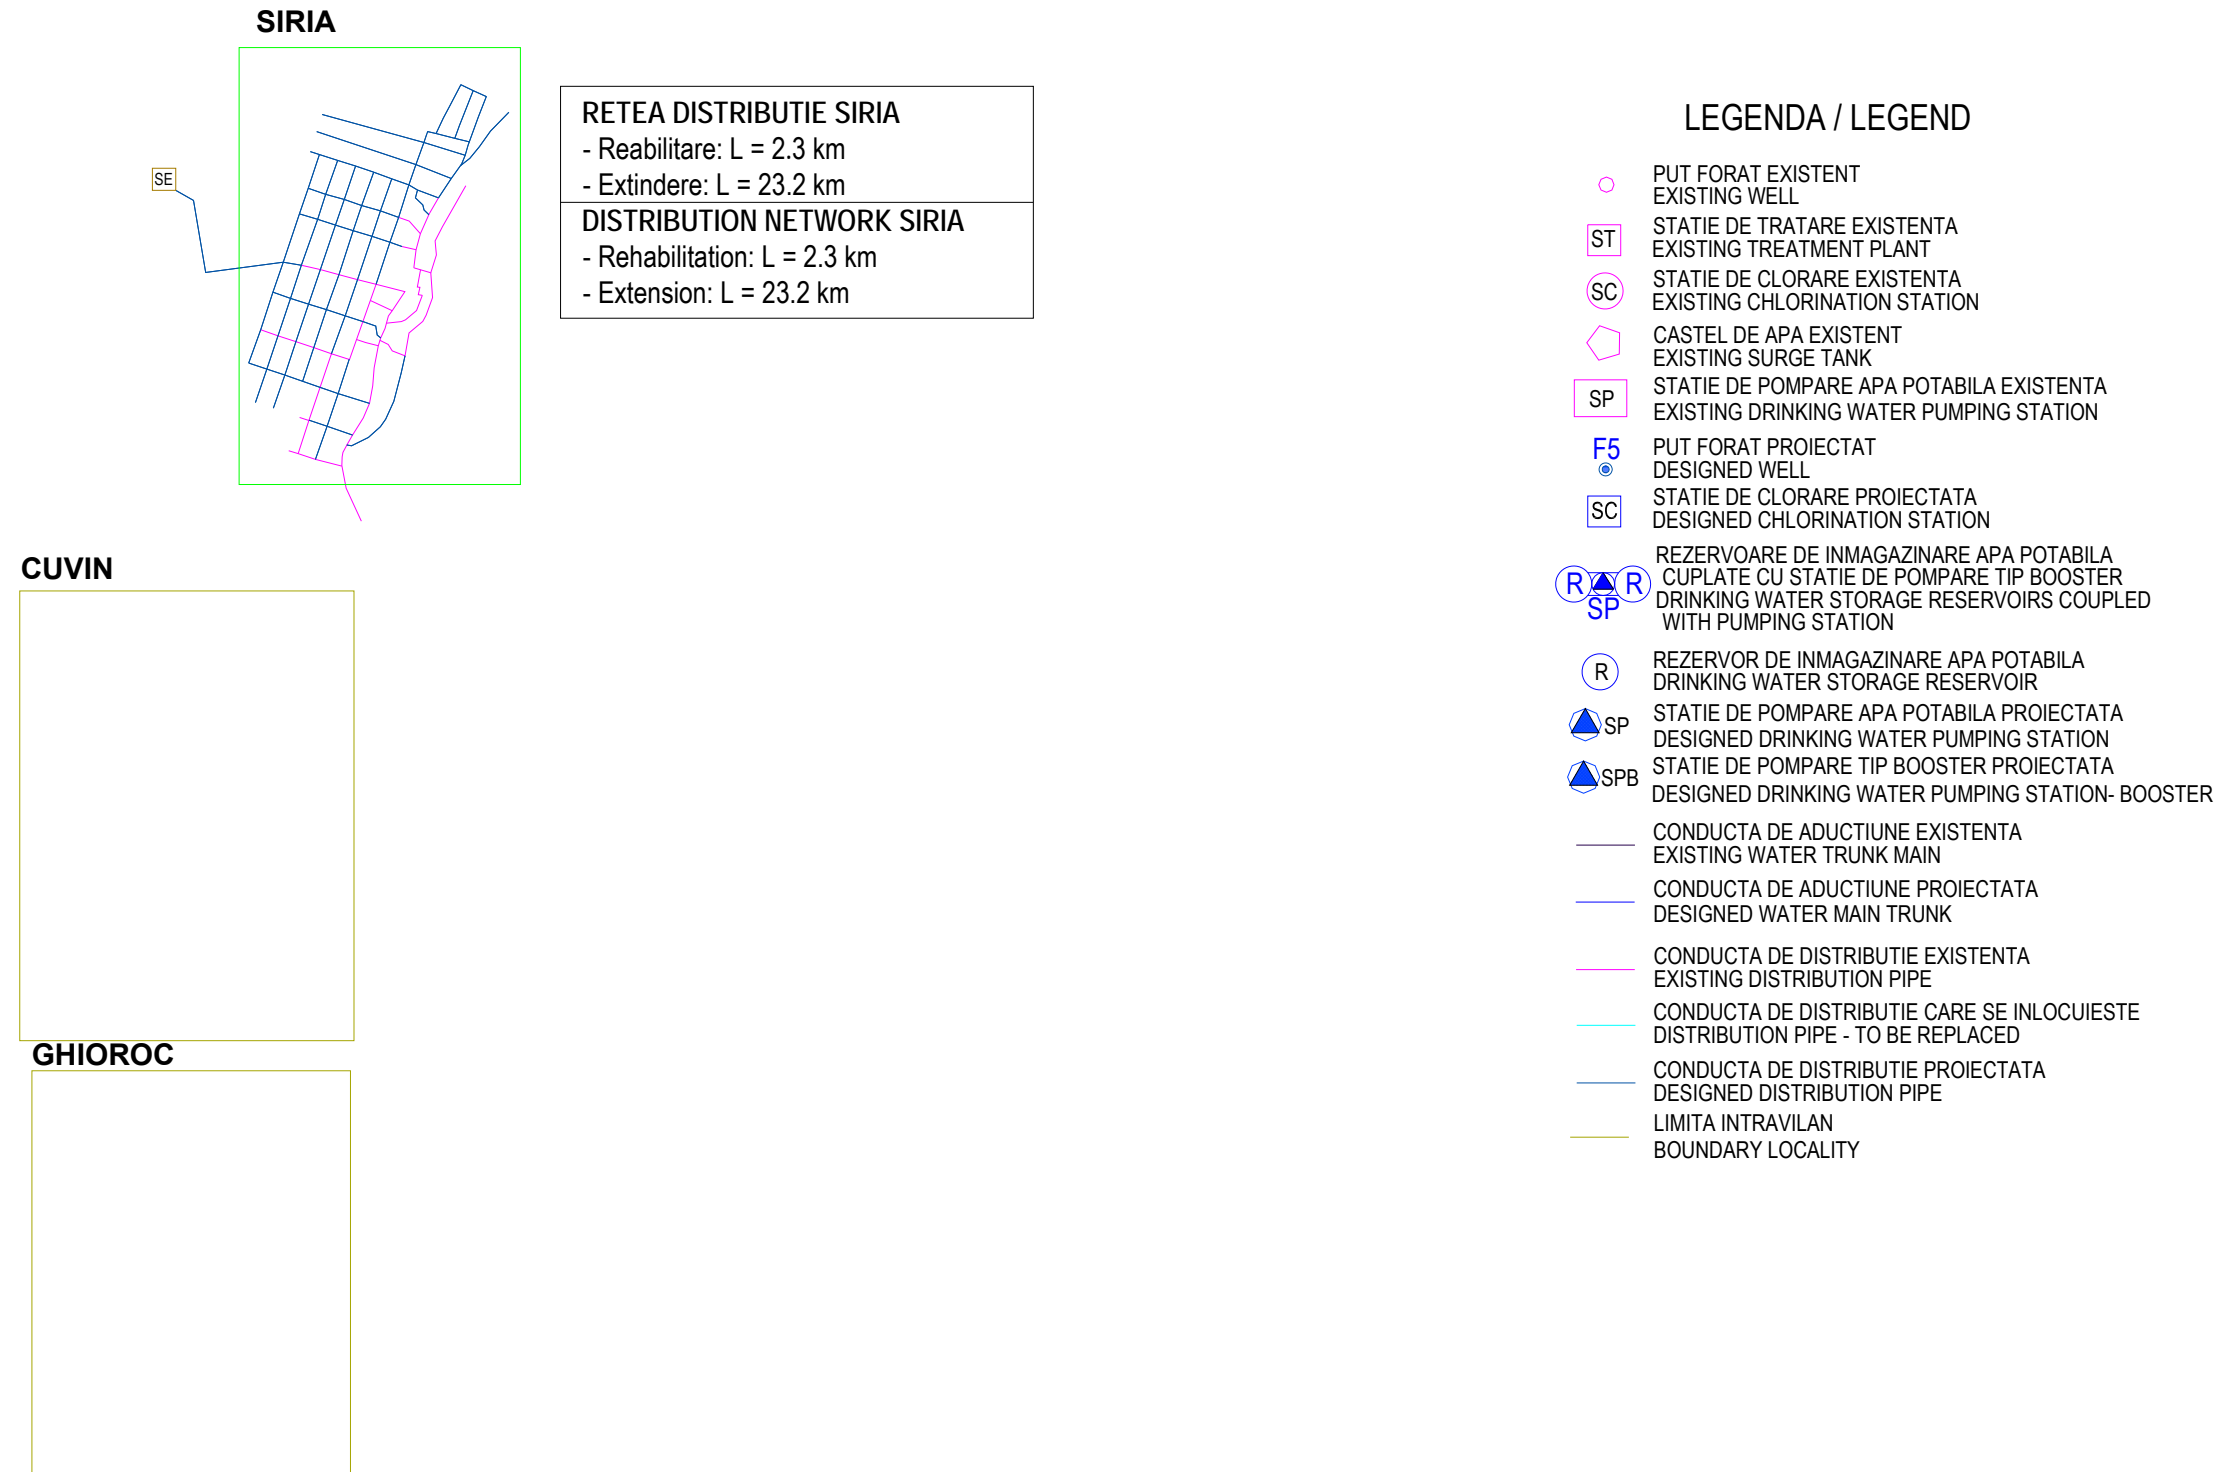 SIRIA
SE
RETEA DISTRIBUTIE SIRIA
- Reabilitare: L = 2.3 km
- Extindere: L = 23.2 km
DISTRIBUTION NETWORK SIRIA
- Rehabilitation: L = 2.3 km
- Extension: L = 23.2 km
CUVIN
GHIOROC
LEGENDA / LEGEND
PUT FORAT EXISTENT
EXISTING WELL
ST
STATIE DE TRATARE EXISTENTA
EXISTING TREATMENT PLANT
SC
STATIE DE CLORARE EXISTENTA
EXISTING CHLORINATION STATION
CASTEL DE APA EXISTENT
EXISTING SURGE TANK
SP
STATIE DE POMPARE APA POTABILA EXISTENTA
EXISTING DRINKING WATER PUMPING STATION
F5
PUT FORAT PROIECTAT
DESIGNED WELL
SC
STATIE DE CLORARE PROIECTATA
DESIGNED CHLORINATION STATION
R R
SP
REZERVOARE DE INMAGAZINARE APA POTABILA
CUPLATE CU STATIE DE POMPARE TIP BOOSTER
DRINKING WATER STORAGE RESERVOIRS COUPLED
WITH PUMPING STATION
R
REZERVOR DE INMAGAZINARE APA POTABILA
DRINKING WATER STORAGE RESERVOIR
SP
STATIE DE POMPARE APA POTABILA PROIECTATA
DESIGNED DRINKING WATER PUMPING STATION
SPB
STATIE DE POMPARE TIP BOOSTER PROIECTATA
DESIGNED DRINKING WATER PUMPING STATION- BOOSTER
CONDUCTA DE ADUCTIUNE EXISTENTA
EXISTING WATER TRUNK MAIN
CONDUCTA DE ADUCTIUNE PROIECTATA
DESIGNED WATER MAIN TRUNK
CONDUCTA DE DISTRIBUTIE EXISTENTA
EXISTING DISTRIBUTION PIPE
CONDUCTA DE DISTRIBUTIE CARE SE INLOCUIESTE
DISTRIBUTION PIPE - TO BE REPLACED
CONDUCTA DE DISTRIBUTIE PROIECTATA
DESIGNED DISTRIBUTION PIPE
LIMITA INTRAVILAN
BOUNDARY LOCALITY